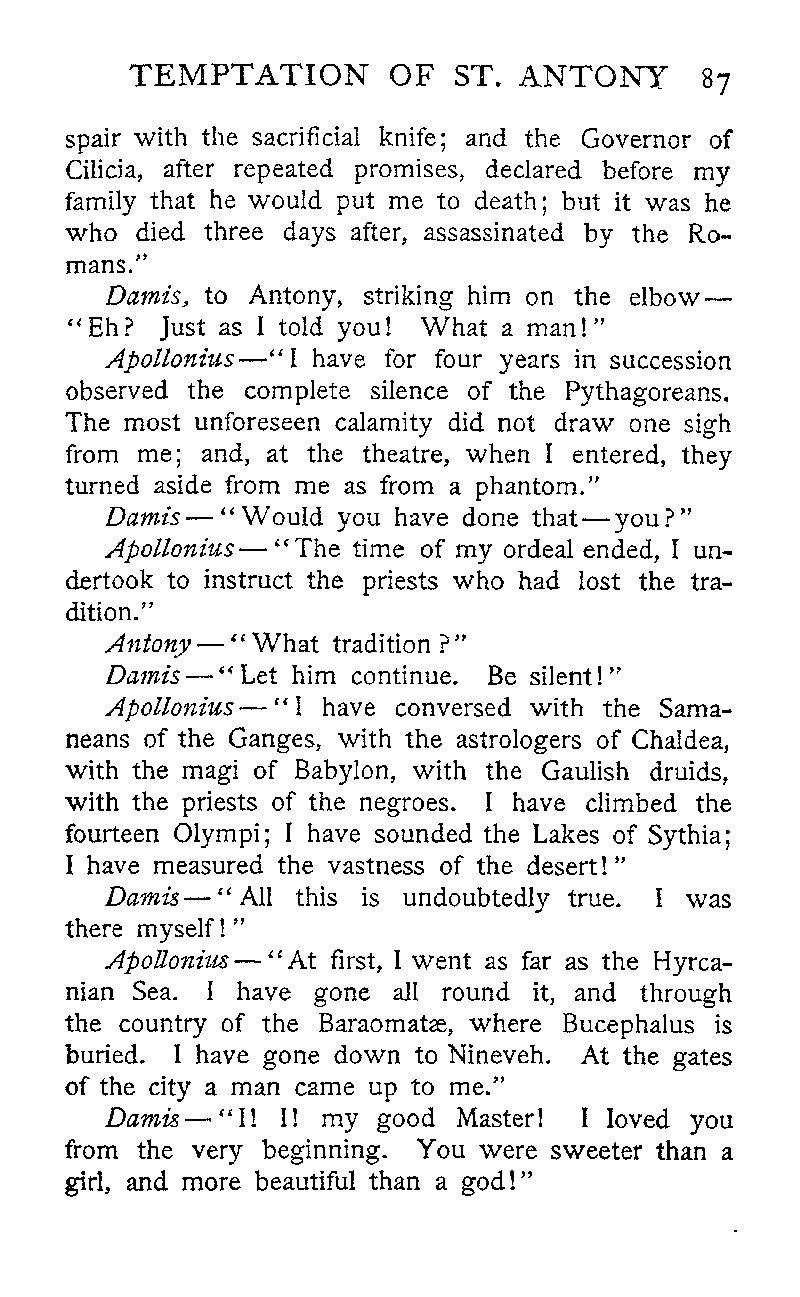 TEMPTATION OF ST. ANTONY 87
spair with the sacrificial knife; and the Governor of
Cilicia, after repeated promises, declared before my
family that he would put me to death; but it was he
who died three days after, assassinated by the Ro-
mans."
Damis, to Antony, striking him on the elbow—
"Eh? Just as I told you! What a man!"
Apollonius—"I have for four years in succession
observed the complete silence of the Pythagoreans.
The most unforeseen calamity did not draw one sigh
from me; and, at the theatre, when I entered, they
turned aside from me as from a phantom."
Damis—"Would you have done that—you?"
Apollonius—"The time of my ordeal ended, I un-
dertook to instruct the priests who had lost the tra-
dition."
Antony—"What tradition?"
Damis—"Let him continue. Be silent!"
Apollonius—"I have conversed with the Sama-
neans of the Ganges, with the astrologers of Chaldea,
with the magi of Babylon, with the Gaulish druids,
with the priests of the negroes. I have climbed the
fourteen Olympi; I have sounded the Lakes of Sythia;
I have measured the vastness of the desert!"
Damis—"All this is undoubtedly true. I was
there myself!"
Apollonius—"At first, I went as far as the Hyrca-
nian Sea. I have gone all round it, and through
the country of the Baraomatæ, where Bucephalus is
buried. I have gone down to Nineveh. At the gates
of the city a man came up to me."
Damis—"I! I! my good Master! I loved you
from the very beginning. You were sweeter than a
girl, and more beautiful than a god!"